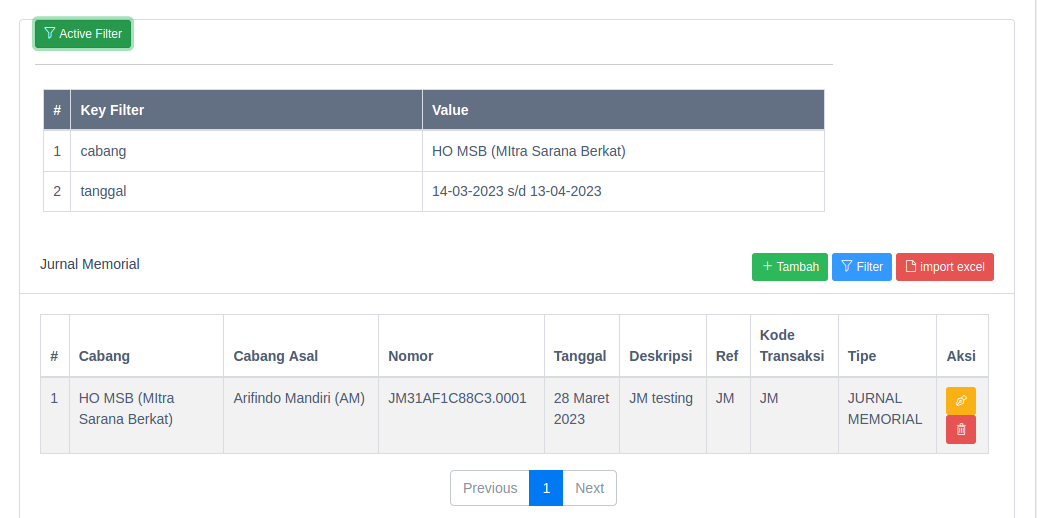 Active Filter
# Key Filter Value
1 cabang HO MSB (MItra Sarana Berkat)
2 tanggal 14-03-2023 s/d 13-04-2023
Jurnal Memorial + Tambah Filter import excel
Kode
# Cabang Cabang Asal Nomor Tanggal Deskripsi Ref Transaksi Tipe Aksi
1 HO MSB (MItra Arifindo Mandiri (AM) JM31AF1C88C3.0001 28 Maret JM testing JM JM JURNAL
Sarana Berkat) 2023 MEMORIAL
Previous 1 Next